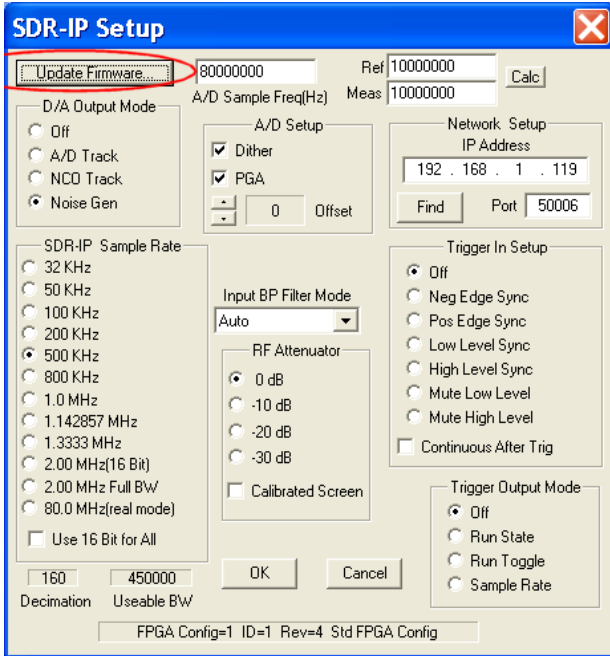 SDR-IP Setup
Update Firmware...
80000000
A/D Sample Freq(Hz)
Ref 10000000
Meas 10000000
Calc
D/A Output Mode
Off
A/D Track
NCO Track
Noise Gen
A/D Setup
Dither
PGA
0 Offset
Network Setup
IP Address
192 . 168 . 1 . 119
Find Port 50006
SDR-IP Sample Rate
32 KHz
50 KHz
100 KHz
200 KHz
500 KHz
800 KHz
1.0 MHz
1.142857 MHz
1.3333 MHz
2.00 MHz(16 Bit)
2.00 MHz Full BW
80.0 MHz(real mode)
Use 16 Bit for All
160 450000
Decimation Useable BW
Input BP Filter Mode
Auto
RF Attenuator
0 dB
-10 dB
-20 dB
-30 dB
Calibrated Screen
Trigger In Setup
Off
Neg Edge Sync
Pos Edge Sync
Low Level Sync
High Level Sync
Mute Low Level
Mute High Level
Continuous After Trig
Trigger Output Mode
Off
Run State
Run Toggle
Sample Rate
OK Cancel
FPGA Config=1 ID=1 Rev=4 Std FPGA Config